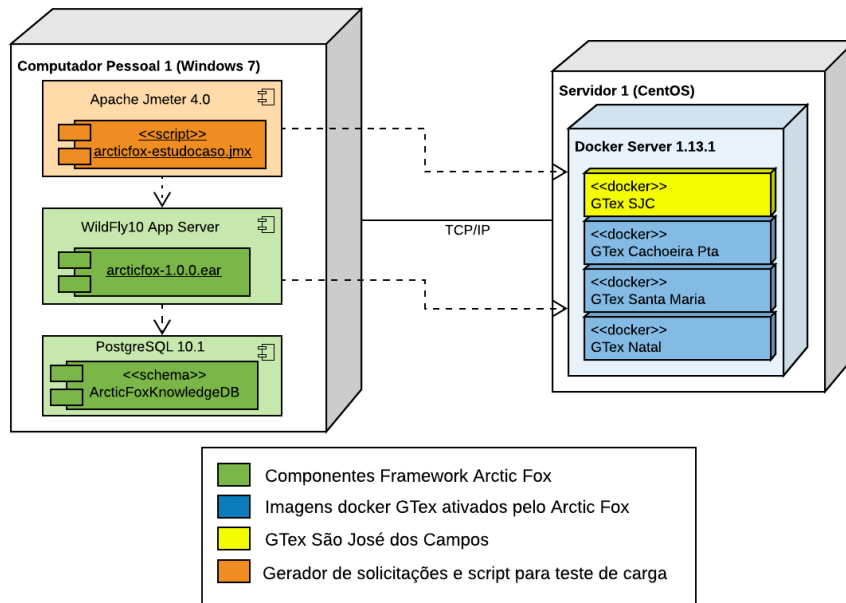 Computador Pessoal 1 (Windows 7)
Apache Jmeter 4.0
<<script>>
arcticfox-estudocaso.jmx
WildFly10 App Server
arcticfox-1.0.0.ear
PostgreSQL 10.1
<<schema>>
ArcticFoxKnowledgeDB
TCP/IP
Servidor 1 (CentOS)
Docker Server 1.13.1
<<docker>>
GTex SJC
<<docker>>
GTex Cachoeira Pta
<<docker>>
GTex Santa Maria
<<docker>>
GTex Natal
Componentes Framework Arctic Fox
Imagens docker GTex ativados pelo Arctic Fox
GTex São José dos Campos
Gerador de solicitações e script para teste de carga